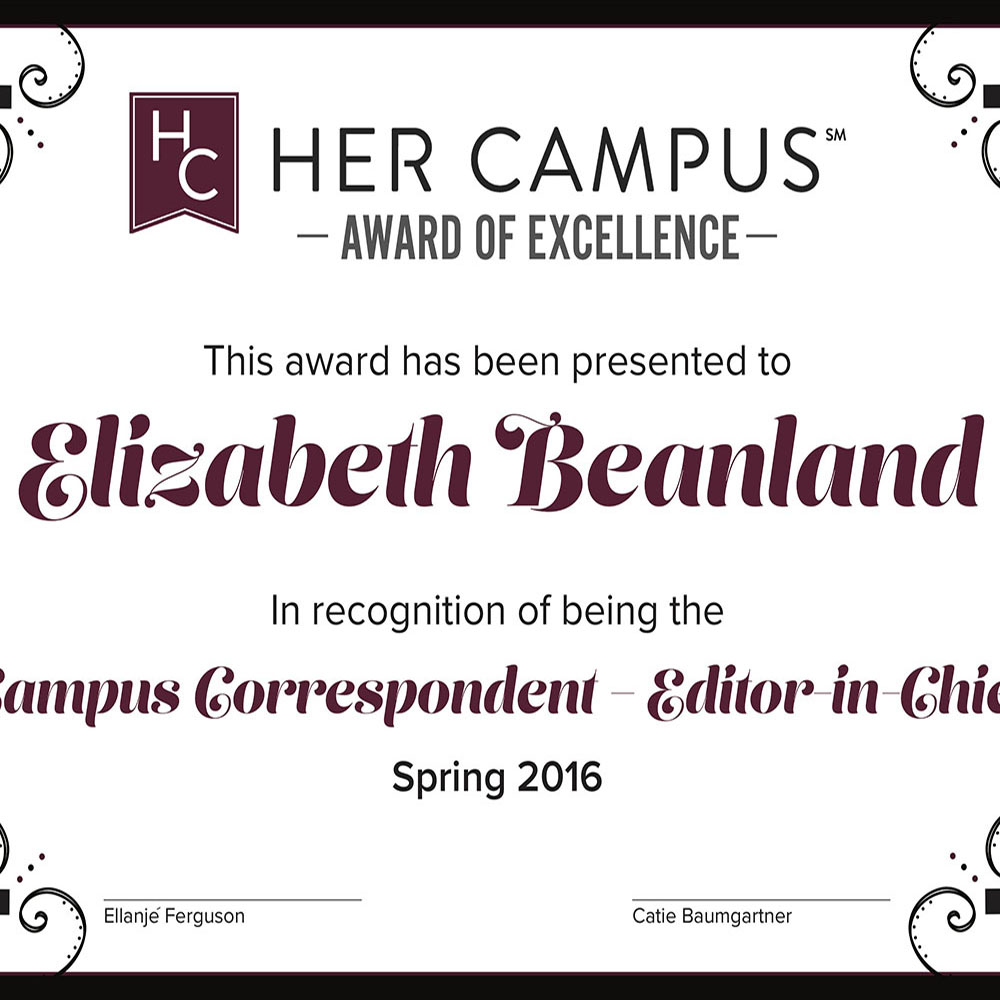 HC
HER CAMPUS℠
— AWARD OF EXCELLENCE —
This award has been presented to
Elizabeth Beanland
In recognition of being the
Campus Correspondent – Editor-in-Chief
Spring 2016
Ellanjé Ferguson
Catie Baumgartner